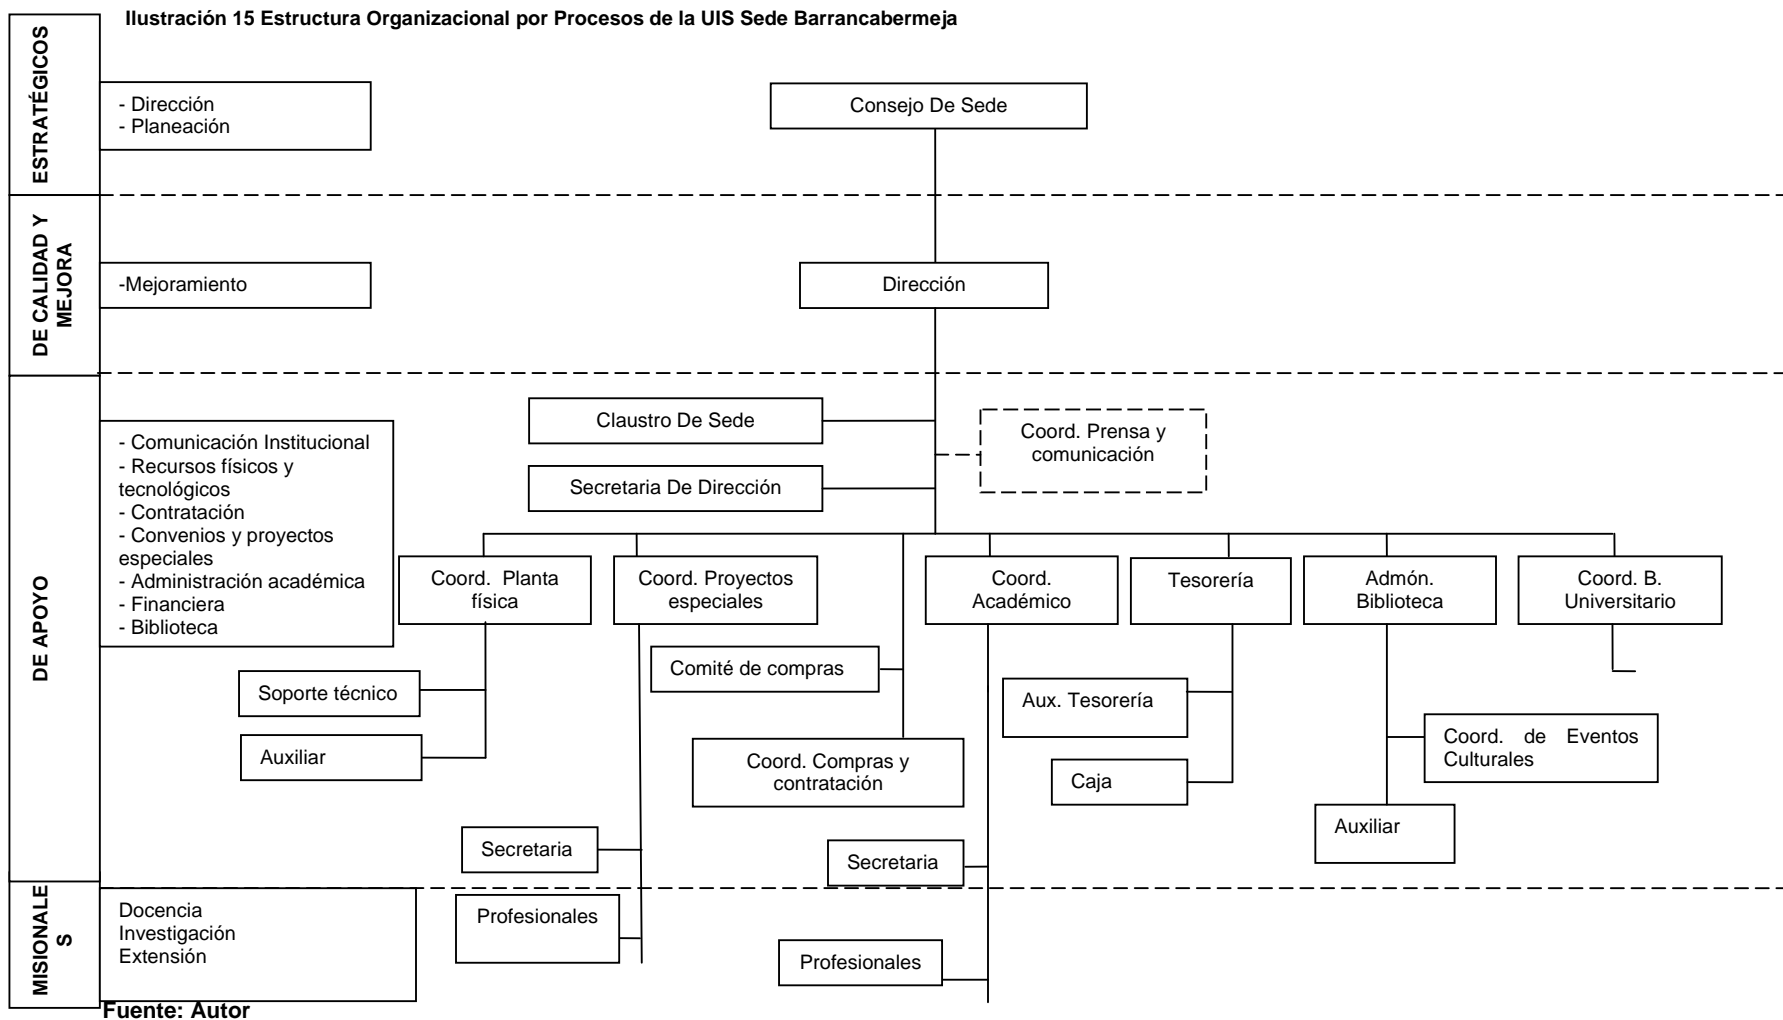 Ilustración 15 Estructura Organizacional por Procesos de la UIS Sede Barrancabermeja
ESTRATÉGICOS
- Dirección
- Planeación
Consejo De Sede
DE CALIDAD Y
MEJORA
-Mejoramiento
Dirección
DE APOYO
- Comunicación Institucional
- Recursos físicos y
tecnológicos
- Contratación
- Convenios y proyectos
especiales
- Administración académica
- Financiera
- Biblioteca
Claustro De Sede
Coord. Prensa y
comunicación
Secretaria De Dirección
Coord. Planta
física
Coord. Proyectos
especiales
Coord.
Académico
Tesorería
Admón.
Biblioteca
Coord. B.
Universitario
Soporte técnico
Auxiliar
Comité de compras
Coord. Compras y
contratación
Aux. Tesorería
Caja
Coord. de Eventos
Culturales
Auxiliar
Secretaria
Secretaria
MISIONALE
S
Docencia
Investigación
Extensión
Profesionales
Profesionales
Fuente: Autor